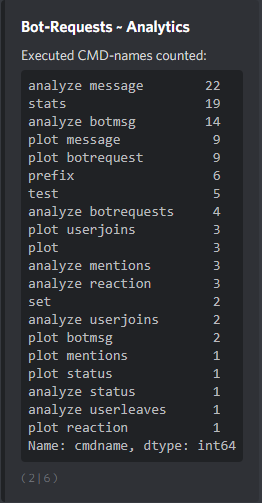 Bot-Requests ~ Analytics
Executed CMD-names counted:
analyze message 22
stats 19
analyze botmsg 14
plot message 9
plot botrequest 9
prefix 6
test 5
analyze botrequests 4
plot userjoins 3
plot 3
analyze mentions 3
analyze reaction 3
set 2
analyze userjoins 2
plot botmsg 2
plot mentions 1
plot status 1
analyze status 1
analyze userleaves 1
plot reaction 1
Name: cmdname, dtype: int64
(2|6)